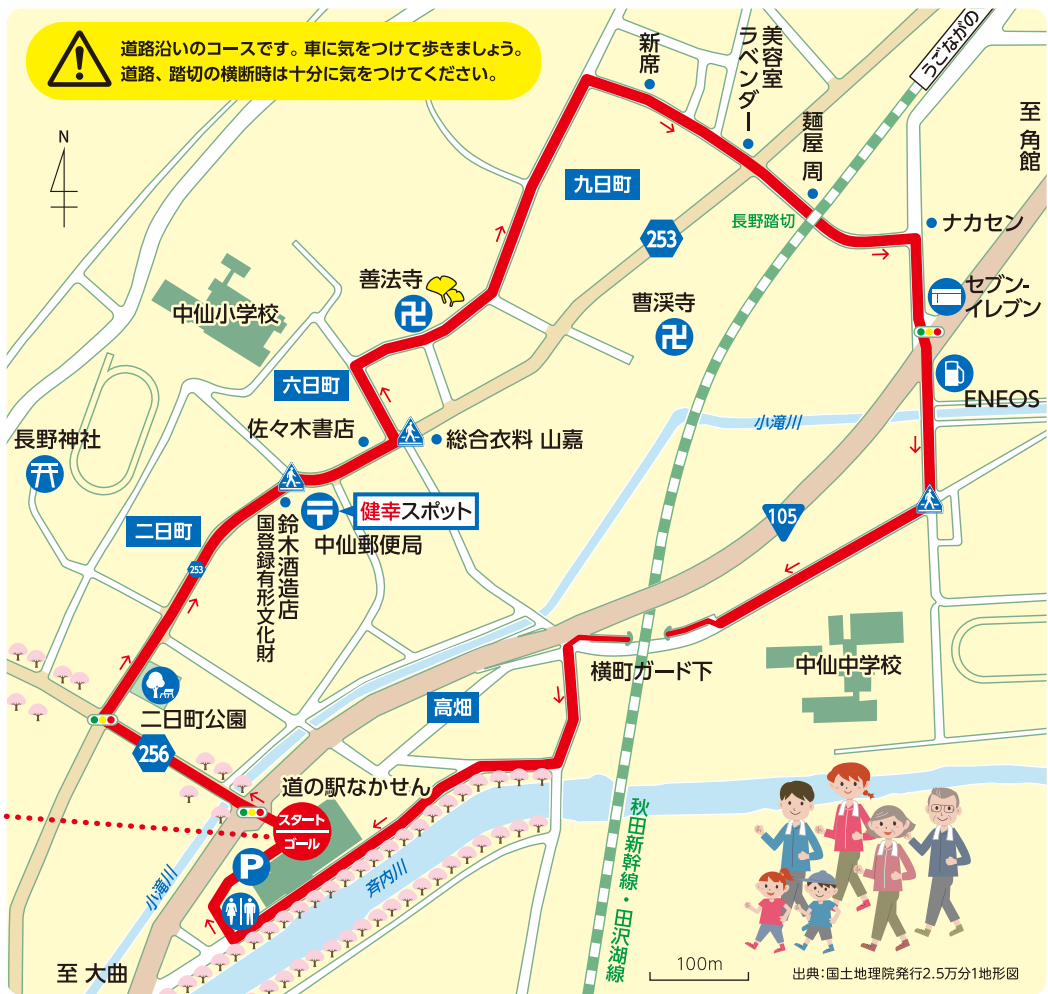 道路沿いのコースです。車に気をつけて歩きましょう。
道路、踏切の横断時は十分に気をつけてください。
N
新席
美容室
ラベンダー
麺屋 周
うごながの
至 角館
九日町
253
長野踏切
ナカセン
セブン-
イレブン
善法寺
曹渓寺
中仙小学校
六日町
ENEOS
佐々木書店
総合衣料 山嘉
小滝川
長野神社
健幸スポット
中仙郵便局
二日町
253
鈴木酒造店
国登録有形文化財
105
横町ガード下
中仙中学校
高畑
二日町公園
256
道の駅なかせん
スタート
ゴール
P
小滝川
斉内川
秋田新幹線・田沢湖線
至 大曲
100m
出典：国土地理院発行2.5万分1地形図